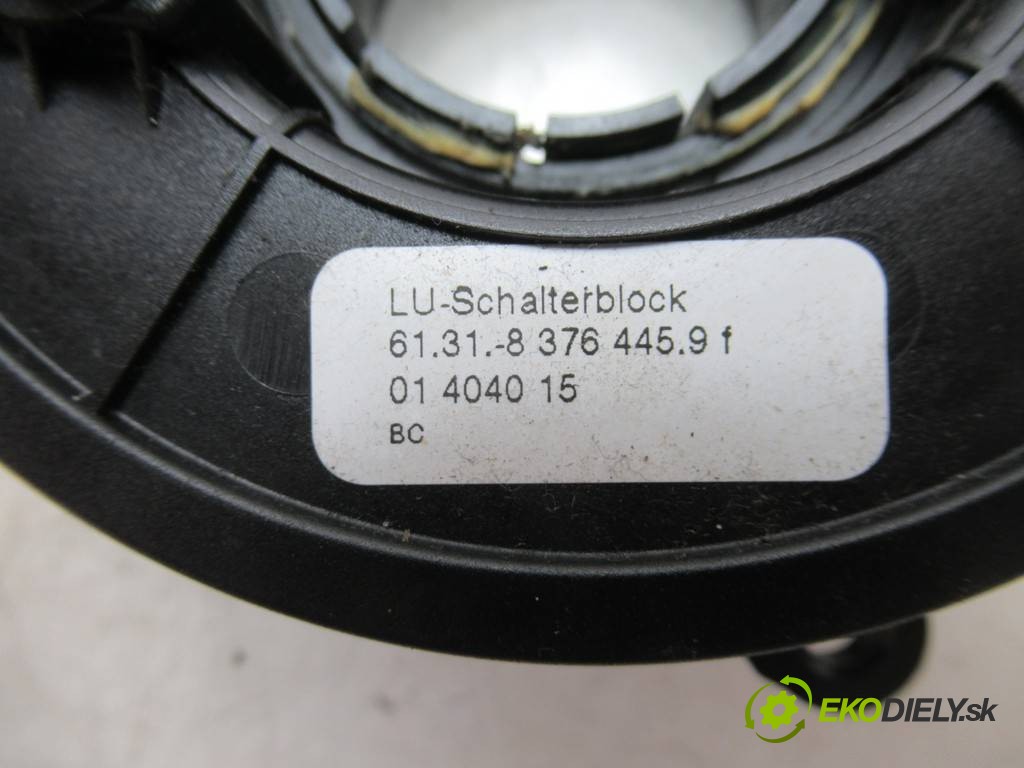 LU-Schalterblock
61.31.-8 376 445.9 f
01 4040 15
BC
EKODIELY.sk